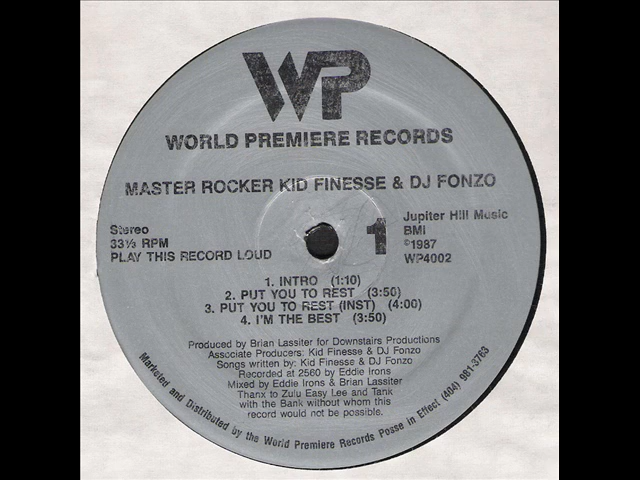 WP
WORLD PREMIERE RECORDS
MASTER ROCKER KID FINESSE & DJ FONZO
Stereo
33⅓ RPM
PLAY THIS RECORD LOUD
1
Jupiter Hill Music
BMI
©1987
WP4002
1. INTRO (1:10)
2. PUT YOU TO REST (3:50)
3. PUT YOU TO REST (INST) (4:00)
4. I'M THE BEST (3:50)
Produced by Brian Lassiter for Downstairs Productions
Associate Producers: Kid Finesse & DJ Fonzo
Songs written by: Kid Finesse & DJ Fonzo
Recorded at 2560 by Eddie Irons
Mixed by Eddie Irons & Brian Lassiter
Thanx to Zulu Easy Lee and Tank
with the Bank without whom this
record would not be possible.
Marketed and Distributed by the World Premiere Records Posse in Effect (404) 981-3763